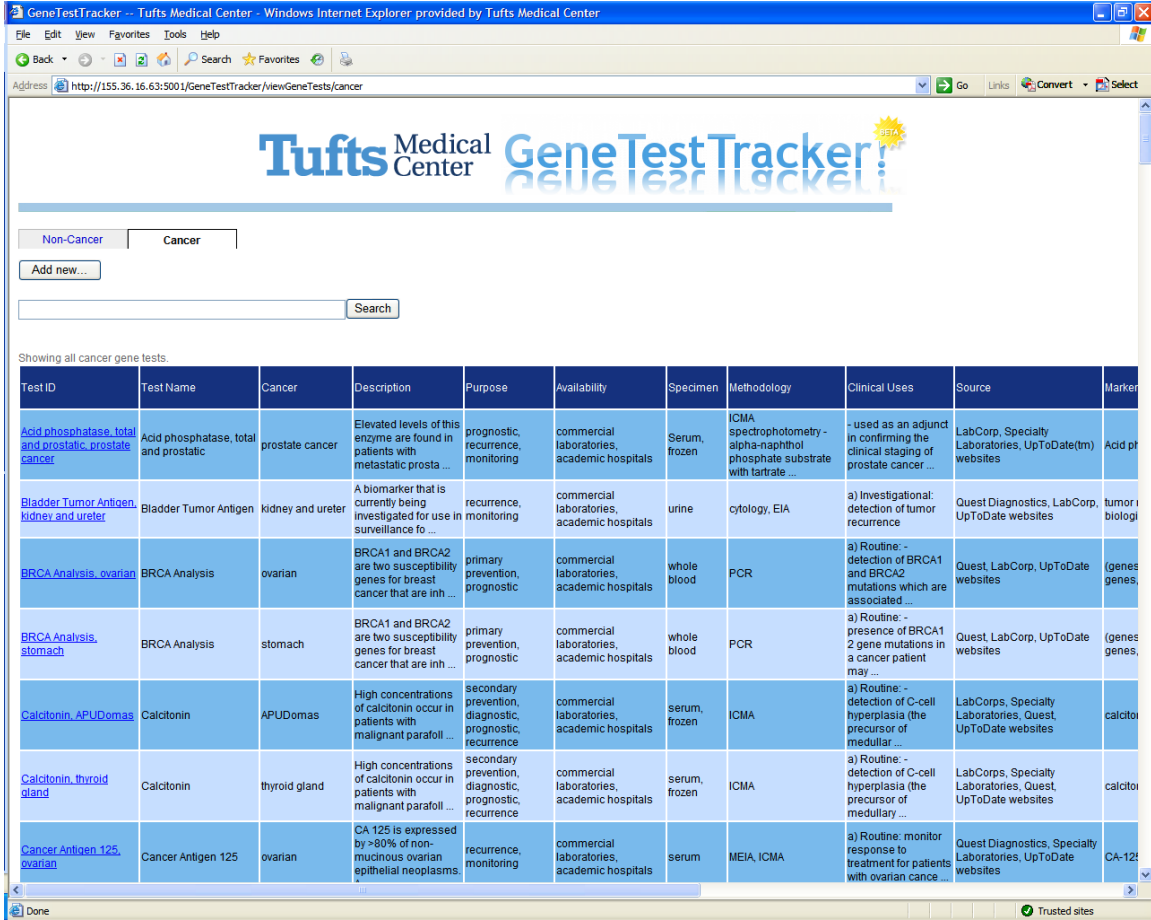 GeneTestTracker -- Tufts Medical Center - Windows Internet Explorer provided by Tufts Medical Center
File Edit View Favorites Tools Help
Back Search Favorites
Address http://155.36.16.63:5001/GeneTestTracker/viewGeneTests/cancer Go Links Convert Select
Tufts Medical Center GeneTestTracker! BETA
Non-Cancer Cancer
Add new...
Search
Showing all cancer gene tests.
Test ID Test Name Cancer Description Purpose Availability Specimen Methodology Clinical Uses Source Marker
Acid phosphatase, total
and prostatic, prostate
cancer
Acid phosphatase, total
and prostatic
prostate cancer
Elevated levels of this
enzyme are found in
patients with
metastatic prosta ...
prognostic,
recurrence,
monitoring
commercial
laboratories,
academic hospitals
Serum,
frozen
ICMA
spectrophotometry -
alpha-naphthol
phosphate substrate
with tartrate ...
- used as an adjunct
in confirming the
clinical staging of
prostate cancer ...
LabCorp, Specialty
Laboratories, UpToDate(tm)
websites
Acid ph
Bladder Tumor Antigen,
kidney and ureter
Bladder Tumor Antigen
kidney and ureter
A biomarker that is
currently being
investigated for use in
surveillance fo ...
recurrence,
monitoring
commercial
laboratories,
academic hospitals
urine
cytology, EIA
a) Investigational:
detection of tumor
recurrence
Quest Diagnostics, LabCorp,
UpToDate websites
tumor
biologi
BRCA Analysis, ovarian
BRCA Analysis
ovarian
BRCA1 and BRCA2
are two susceptibility
genes for breast
cancer that are inh ...
primary
prevention,
prognostic
commercial
laboratories,
academic hospitals
whole
blood
PCR
a) Routine: -
detection of BRCA1
and BRCA2
mutations which are
associated ...
Quest, LabCorp, UpToDate
websites
(genes
genes,
BRCA Analysis,
stomach
BRCA Analysis
stomach
BRCA1 and BRCA2
are two susceptibility
genes for breast
cancer that are inh ...
primary
prevention,
prognostic
commercial
laboratories,
academic hospitals
whole
blood
PCR
a) Routine: -
presence of BRCA1
2 gene mutations in
a cancer patient
may ...
Quest, LabCorp, UpToDate
websites
(genes
genes,
Calcitonin, APUDomas
Calcitonin
APUDomas
High concentrations
of calcitonin occur in
patients with
malignant parafoll ...
secondary
prevention,
diagnostic,
prognostic,
recurrence
commercial
laboratories,
academic hospitals
serum,
frozen
ICMA
a) Routine: -
detection of C-cell
hyperplasia (the
precursor of
medullar ...
LabCorps, Specialty
Laboratories, Quest,
UpToDate websites
calciton
Calcitonin, thyroid
gland
Calcitonin
thyroid gland
High concentrations
of calcitonin occur in
patients with
malignant parafoll ...
secondary
prevention,
diagnostic,
prognostic,
recurrence
commercial
laboratories,
academic hospitals
serum,
frozen
ICMA
a) Routine: -
detection of C-cell
hyperplasia (the
precursor of
medullary ...
LabCorps, Specialty
Laboratories, Quest,
UpToDate websites
calciton
Cancer Antigen 125,
ovarian
Cancer Antigen 125
ovarian
CA 125 is expressed
by >80% of non-
mucinous ovarian
epithelial neoplasms.
recurrence,
monitoring
commercial
laboratories,
academic hospitals
serum
MEIA, ICMA
a) Routine: monitor
response to
treatment for patients
with ovarian cance ...
Quest Diagnostics, Specialty
Laboratories, UpToDate
websites
CA-125
Done Trusted sites